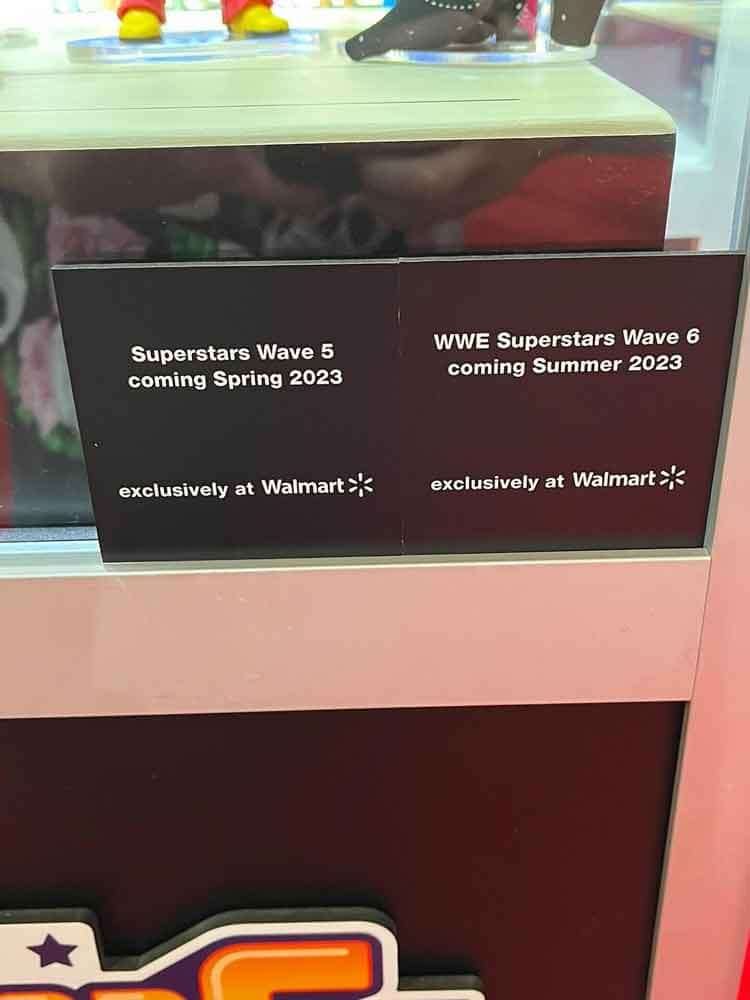 Superstars Wave 5
coming Spring 2023
exclusively at Walmart
WWE Superstars Wave 6
coming Summer 2023
exclusively at Walmart